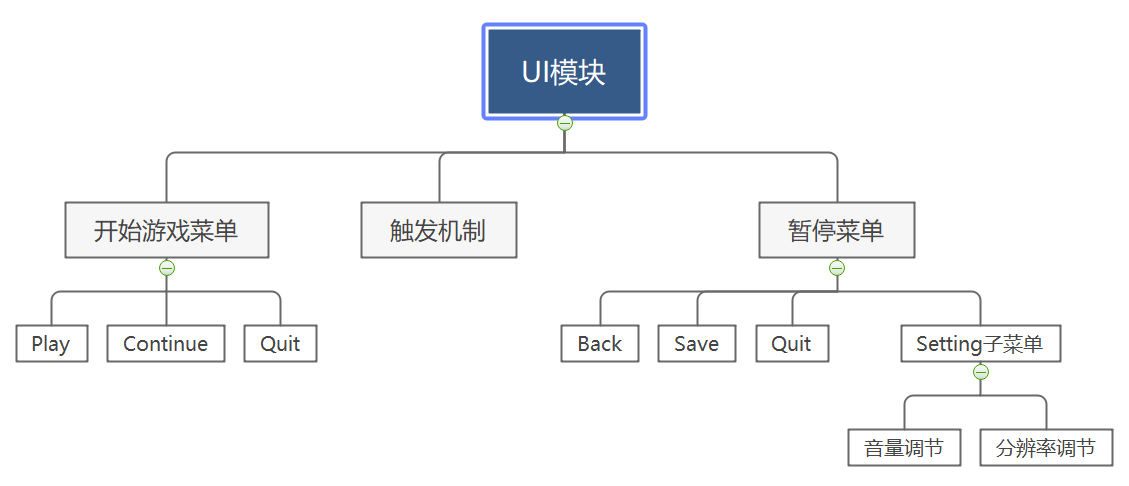 UI模块
开始游戏菜单
触发机制
暂停菜单
Play
Continue
Quit
Back
Save
Quit
Setting子菜单
音量调节
分辨率调节